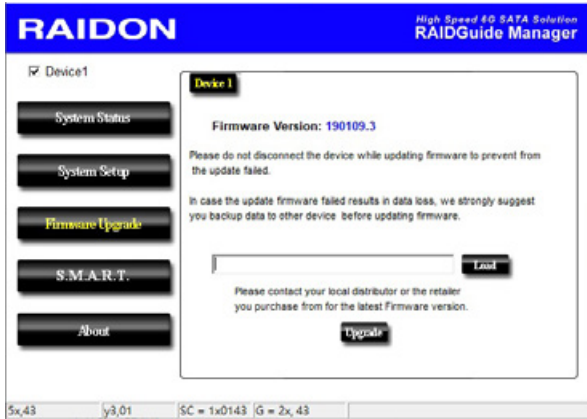 RAIDON
High Speed 6G SATA Solution
RAIDGuide Manager
Device1
System Status
System Setup
Firmware Upgrade
S.M.A.R.T.
About
Device 1
Firmware Version: 190109.3
Please do not disconnect the device while updating firmware to prevent from
the update failed.
In case the update firmware failed results in data loss, we strongly suggest
you backup data to other device before updating firmware.
Load
Please contact your local distributor or the retailer
you purchase from for the latest Firmware version.
Upgrade
5x,43 y3,01 SC = 1x0143 G = 2x, 43